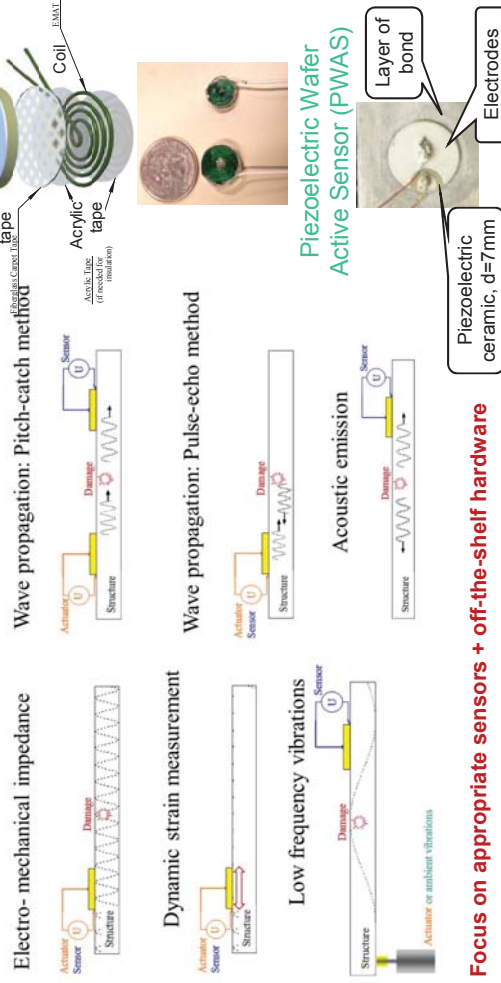 Electro- mechanical impedance
Actuator
Sensor
U
Damage
Structure
Dynamic strain measurement
Actuator
Sensor
U
Structure
Low frequency vibrations
Sensor
U
Damage
Structure
Actuator or ambient vibrations
Wave propagation: Pitch-catch method
Actuator
U
Damage
Sensor
U
Structure
Wave propagation: Pulse-echo method
Actuator
Sensor
U
Damage
Structure
Acoustic emission
Sensor
U
Damage
Structure
tape
Fiberglass Carpet Tape
Acrylic
tape
Acrylic Tape
(if needed for
insulation)
EMAT
Coil
Piezoelectric Wafer
Active Sensor (PWAS)
Layer of
bond
Electrodes
Piezoelectric
ceramic, d=7mm
Focus on appropriate sensors + off-the-shelf hardware